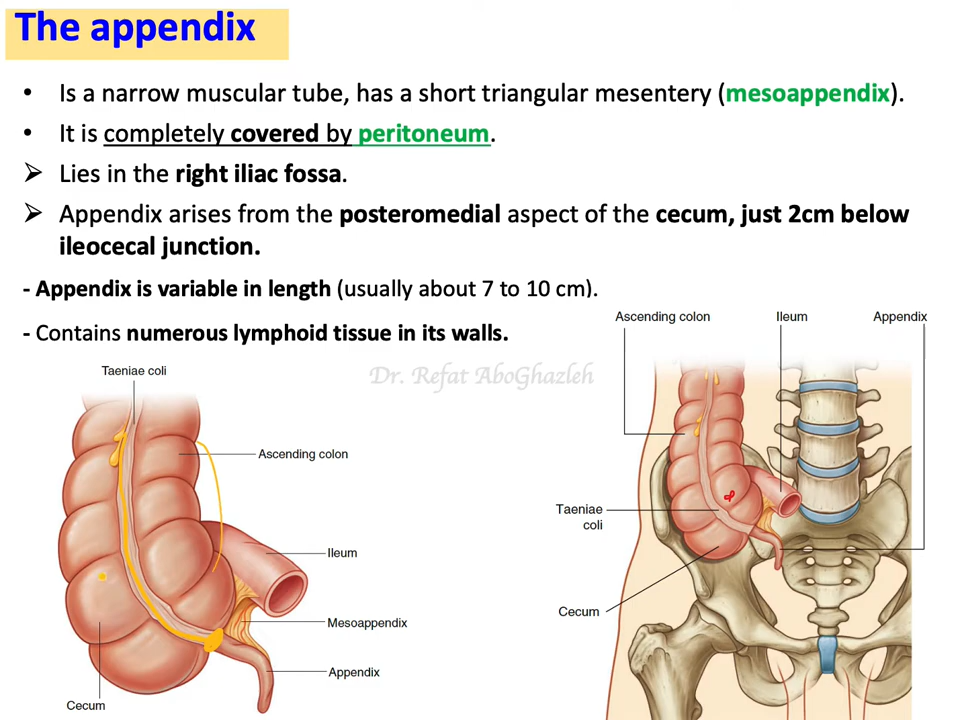 The appendix
• Is a narrow muscular tube, has a short triangular mesentery (mesoappendix).
• It is completely covered by peritoneum.
➢ Lies in the right iliac fossa.
➢ Appendix arises from the posteromedial aspect of the cecum, just 2cm below
ileocecal junction.
- Appendix is variable in length (usually about 7 to 10 cm).
- Contains numerous lymphoid tissue in its walls.
Dr. Refat AboGhazleh
Taeniae coli
Ascending colon
Ileum
Mesoappendix
Appendix
Cecum
Ascending colon
Ileum
Appendix
Taeniae
coli
Cecum